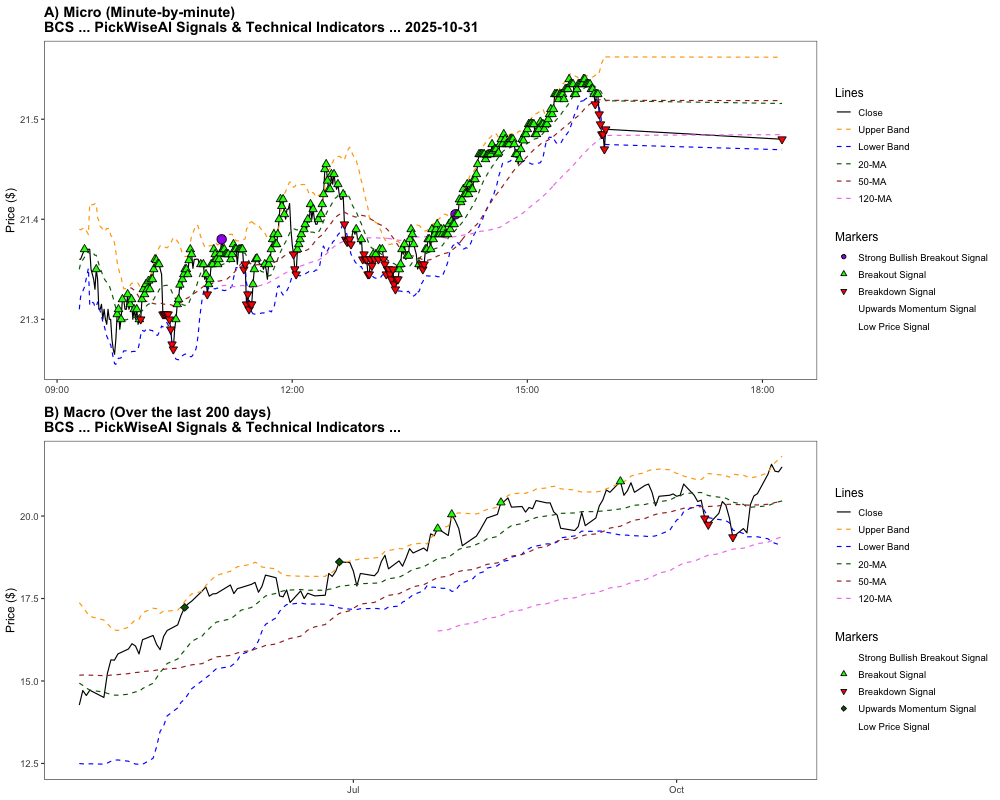 A) Micro (Minute-by-minute)
BCS ... PickWiseAI Signals & Technical Indicators ... 2025-10-31
Price ($)
21.5
21.4
21.3
09:00
12:00
15:00
18:00
Lines
Close
Upper Band
Lower Band
20-MA
50-MA
120-MA
Markers
Strong Bullish Breakout Signal
Breakout Signal
Breakdown Signal
Upwards Momentum Signal
Low Price Signal
B) Macro (Over the last 200 days)
BCS ... PickWiseAI Signals & Technical Indicators ...
Price ($)
20.0
17.5
15.0
12.5
Jul
Oct
Lines
Close
Upper Band
Lower Band
20-MA
50-MA
120-MA
Markers
Strong Bullish Breakout Signal
Breakout Signal
Breakdown Signal
Upwards Momentum Signal
Low Price Signal